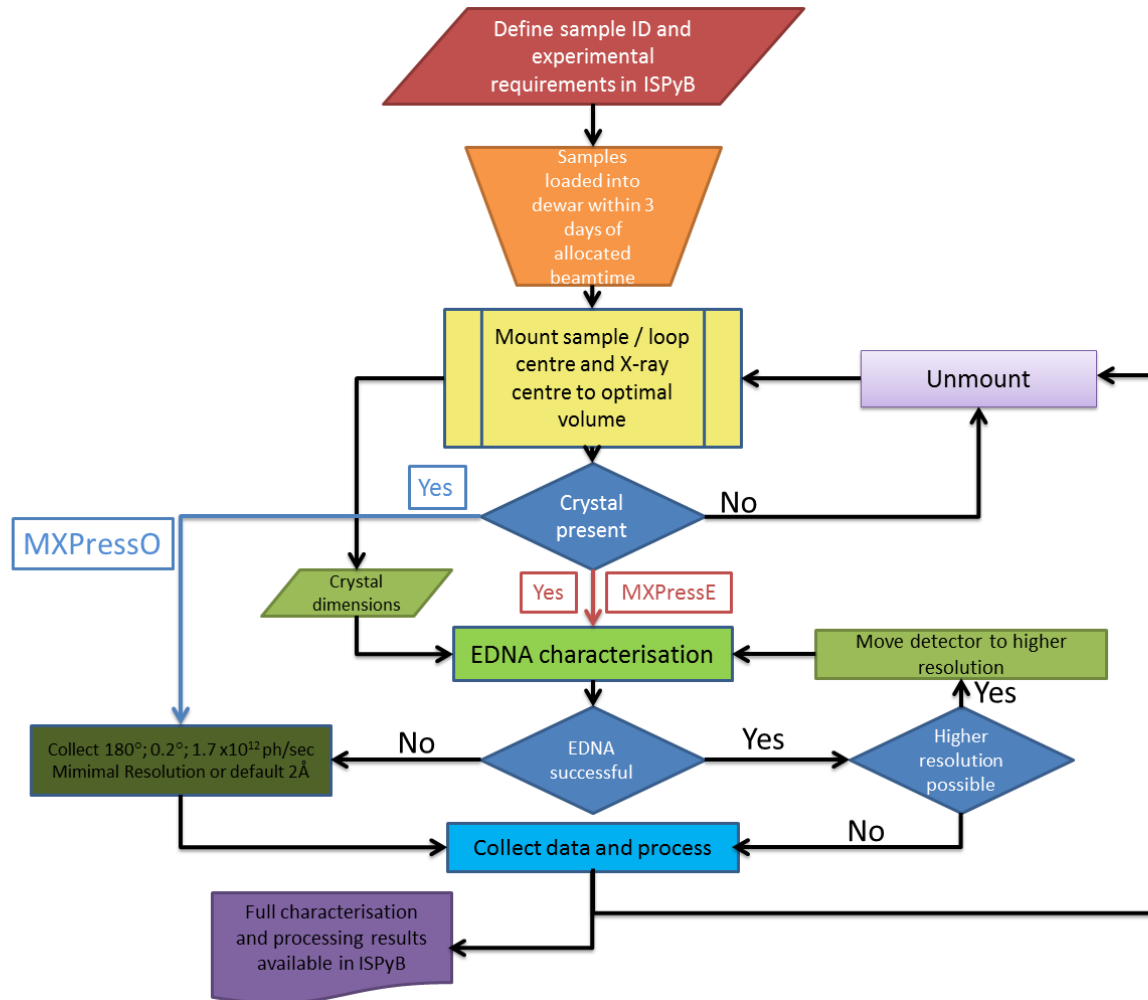 Define sample ID and
experimental
requirements in ISPyB
Samples
loaded into
dewar within 3
days of
allocated
beamtime
Mount sample / loop
centre and X-ray
centre to optimal
volume
Unmount
Yes
Crystal
present
No
MXPressO
Crystal
dimensions
Yes
MXPressE
EDNA characterisation
Move detector to higher
resolution
Yes
Collect 180°; 0.2°; 1.7 x10¹² ph/sec
Mimimal Resolution or default 2Å
No
EDNA
successful
Yes
Higher
resolution
possible
No
Collect data and process
Full characterisation
and processing results
available in ISPyB